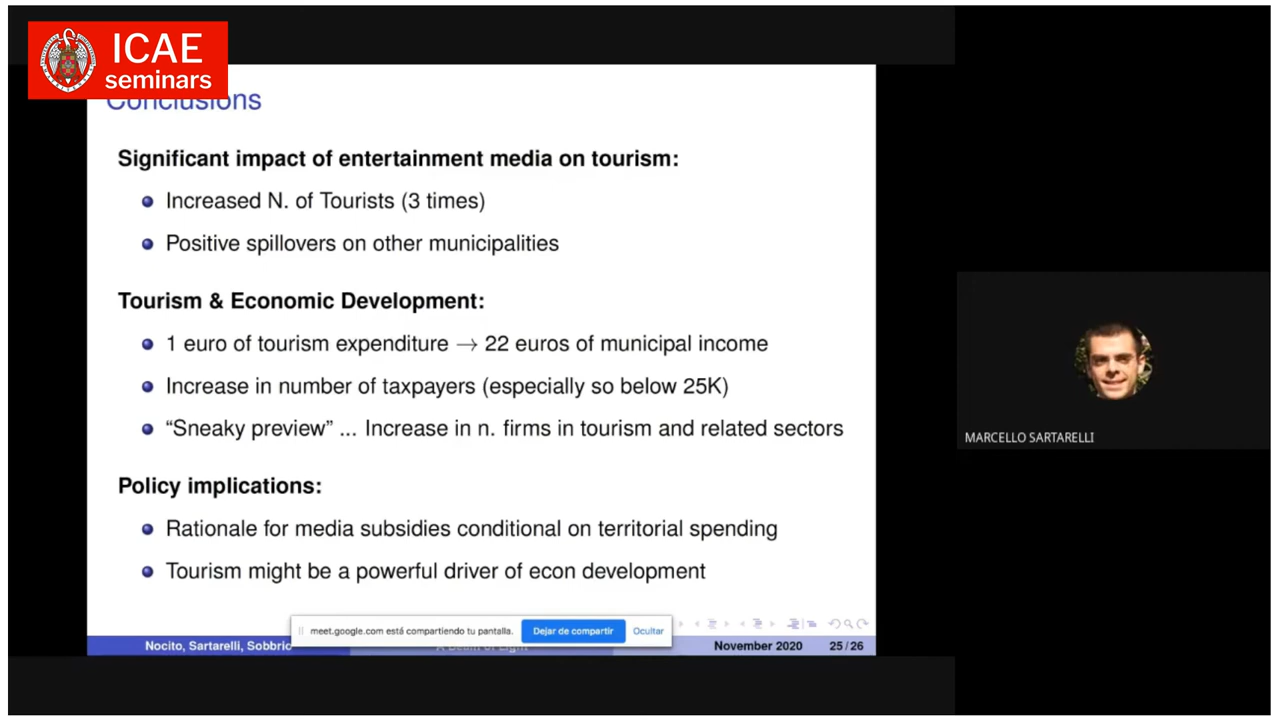 ICAE
seminars
Conclusions
Significant impact of entertainment media on tourism:
Increased N. of Tourists (3 times)
Positive spillovers on other municipalities
Tourism & Economic Development:
1 euro of tourism expenditure → 22 euros of municipal income
Increase in number of taxpayers (especially so below 25K)
“Sneaky preview” ... Increase in n. firms in tourism and related sectors
MARCELLO SARTARELLI
Policy implications:
Rationale for media subsidies conditional on territorial spending
Tourism might be a powerful driver of econ development
meet.google.com está compartiendo tu pantalla. Dejar de compartir Ocultar
Nocito, Sartarelli, Sobbrio A Beam of Light November 2020 25 / 26